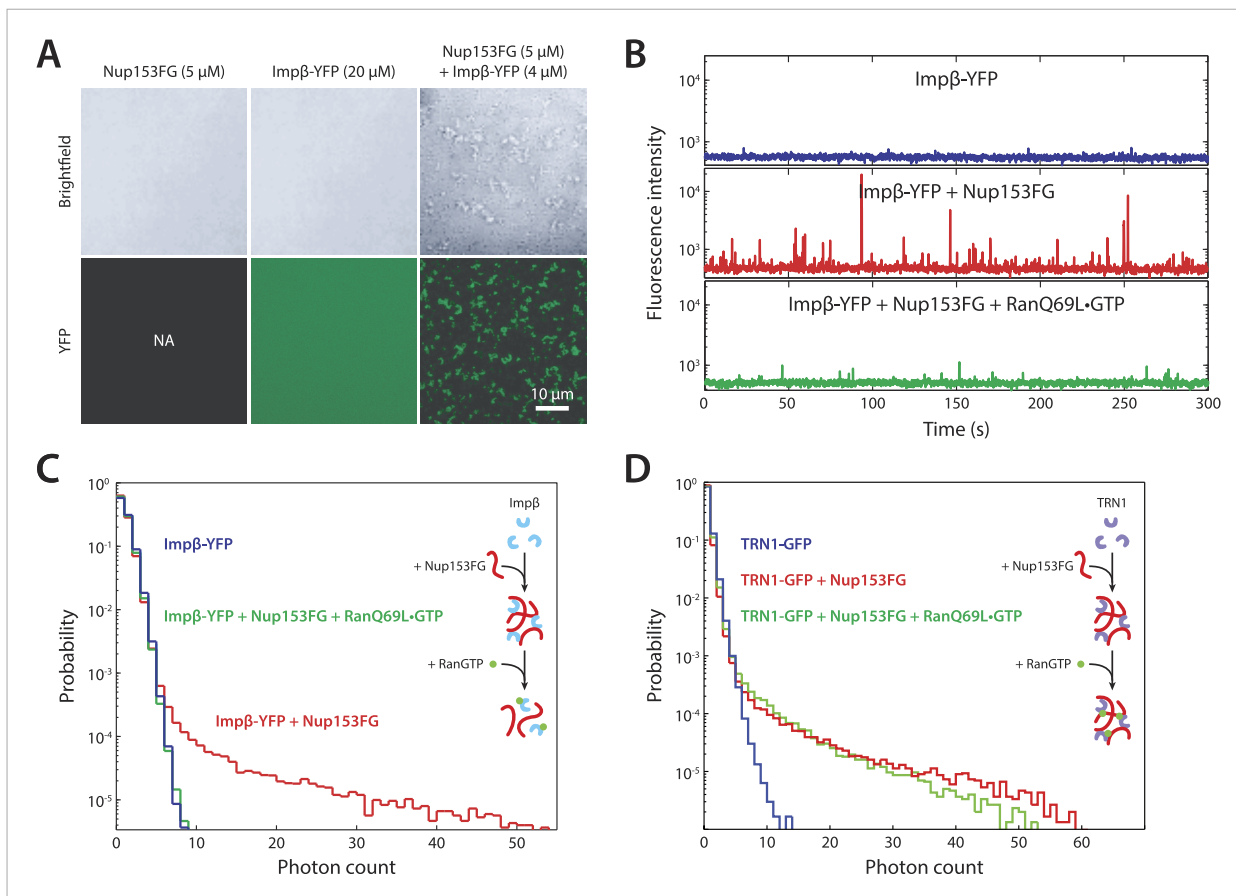 A
Nup153FG (5 µM)
Impβ-YFP (20 µM)
Nup153FG (5 µM)
+ Impβ-YFP (4 µM)
Brightfield
YFP
NA
10 µm
B
Fluorescence intensity
10⁴
10³
Impβ-YFP
10⁴
10³
Impβ-YFP + Nup153FG
10⁴
10³
Impβ-YFP + Nup153FG + RanQ69L•GTP
0 50 100 150 200 250 300
Time (s)
C
Probability
10⁰
10⁻¹
10⁻²
10⁻³
10⁻⁴
10⁻⁵
Impβ-YFP
Impβ-YFP + Nup153FG + RanQ69L•GTP
Impβ-YFP + Nup153FG
Impβ
+ Nup153FG
+ RanGTP
0 10 20 30 40 50
Photon count
D
Probability
10⁰
10⁻¹
10⁻²
10⁻³
10⁻⁴
10⁻⁵
TRN1-GFP
TRN1-GFP + Nup153FG
TRN1-GFP + Nup153FG + RanQ69L•GTP
TRN1
+ Nup153FG
+ RanGTP
0 10 20 30 40 50 60
Photon count